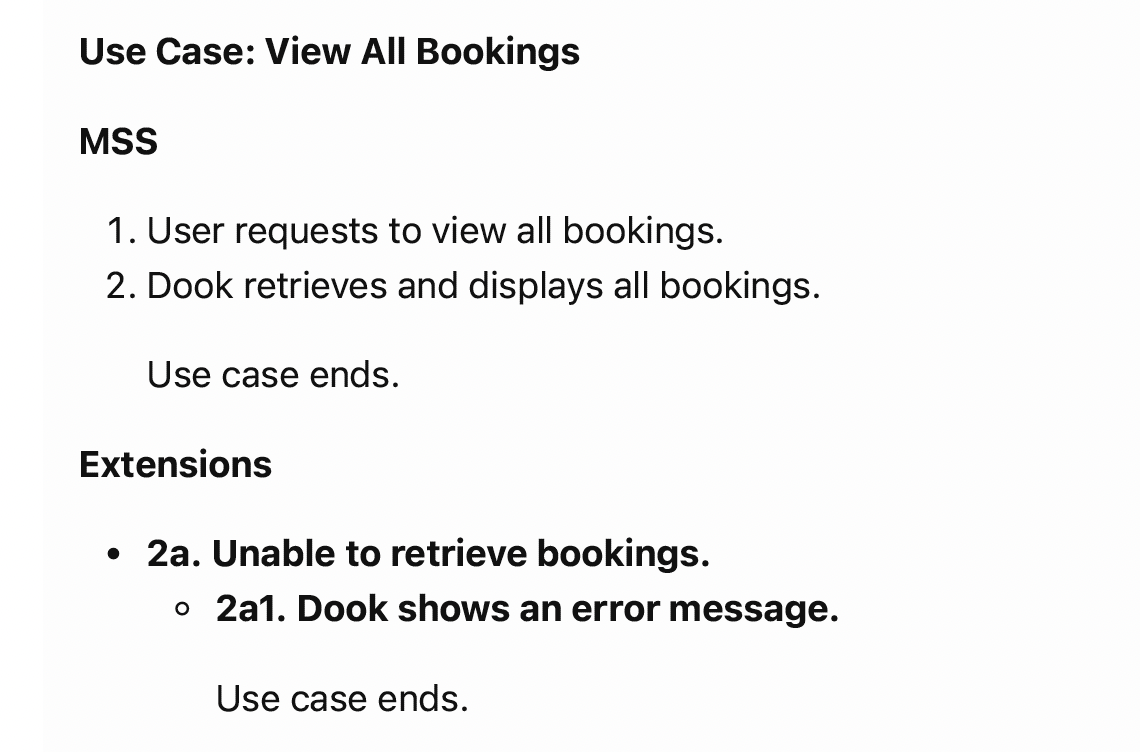 Use Case: View All Bookings
MSS
1. User requests to view all bookings.
2. Dook retrieves and displays all bookings.
Use case ends.
Extensions
• 2a. Unable to retrieve bookings.
◦ 2a1. Dook shows an error message.
Use case ends.